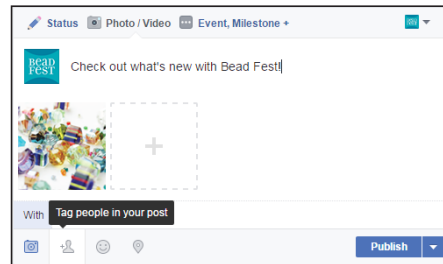 Status Photo / Video Event, Milestone +
BEAD
FEST
Check out what's new with Bead Fest!
With
Tag people in your post
Publish